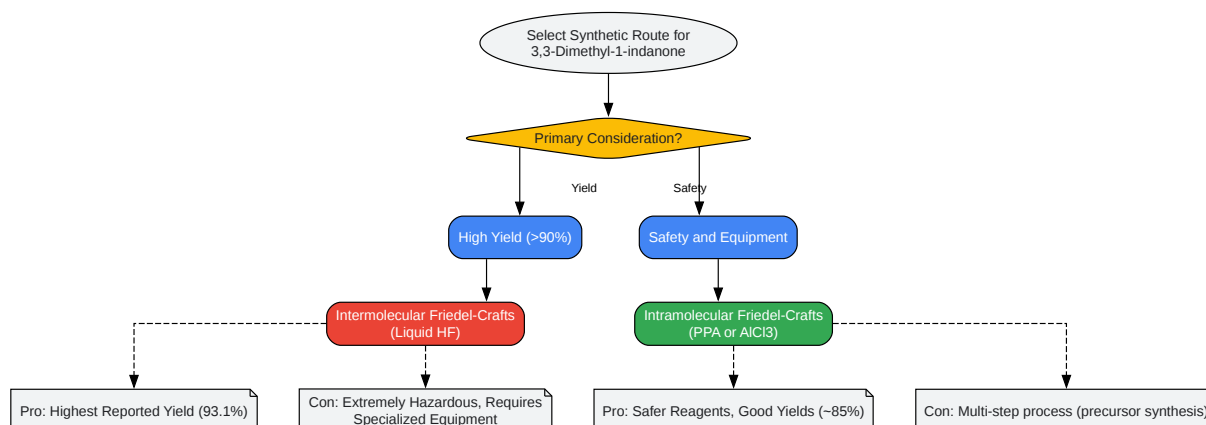 Select Synthetic Route for
3,3-Dimethyl-1-indanone
Primary Consideration?
Yield
Safety
High Yield (>90%)
Safety and Equipment
Intermolecular Friedel-Crafts
(Liquid HF)
Intramolecular Friedel-Crafts
(PPA or AlCl3)
Pro: Highest Reported Yield (93.1%)
Con: Extremely Hazardous, Requires
Specialized Equipment
Pro: Safer Reagents, Good Yields (~85%)
Con: Multi-step process (precursor synthesis)